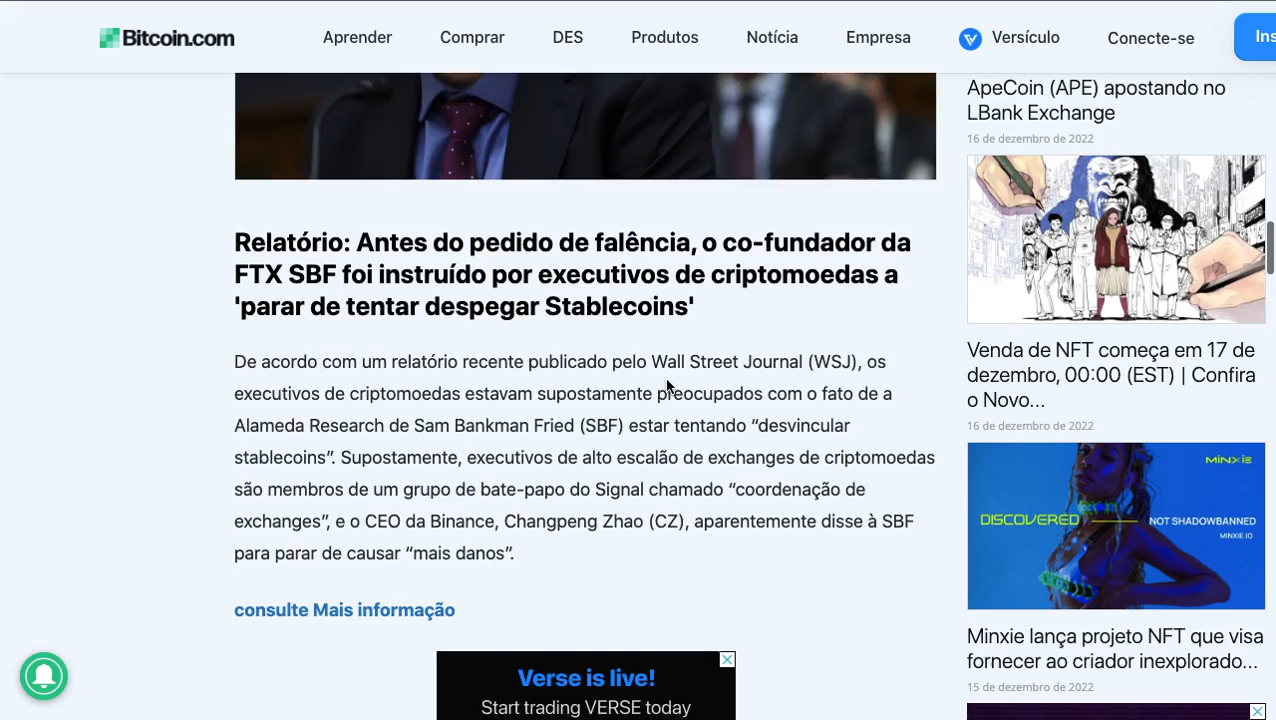 Bitcoin.com
Aprender
Comprar
DES
Produtos
Notícia
Empresa
Versículo
Conecte-se
Ins
Relatório: Antes do pedido de falência, o co-fundador da
FTX SBF foi instruído por executivos de criptomoedas a
'parar de tentar despegar Stablecoins'
De acordo com um relatório recente publicado pelo Wall Street Journal (WSJ), os
executivos de criptomoedas estavam supostamente preocupados com o fato de a
Alameda Research de Sam Bankman Fried (SBF) estar tentando “desvincular
stablecoins”. Supostamente, executivos de alto escalão de exchanges de criptomoedas
são membros de um grupo de bate-papo do Signal chamado “coordenação de
exchanges”, e o CEO da Binance, Changpeng Zhao (CZ), aparentemente disse à SBF
para parar de causar “mais danos”.
consulte Mais informação
Verse is live!
Start trading VERSE today
ApeCoin (APE) apostando no
LBank Exchange
16 de dezembro de 2022
Venda de NFT começa em 17 de
dezembro, 00:00 (EST) | Confira
o Novo...
16 de dezembro de 2022
MINXIE
DISCOVERED
NOT SHADOWBANNED
MINXIE.IO
Minxie lança projeto NFT que visa
fornecer ao criador inexplorado...
15 de dezembro de 2022